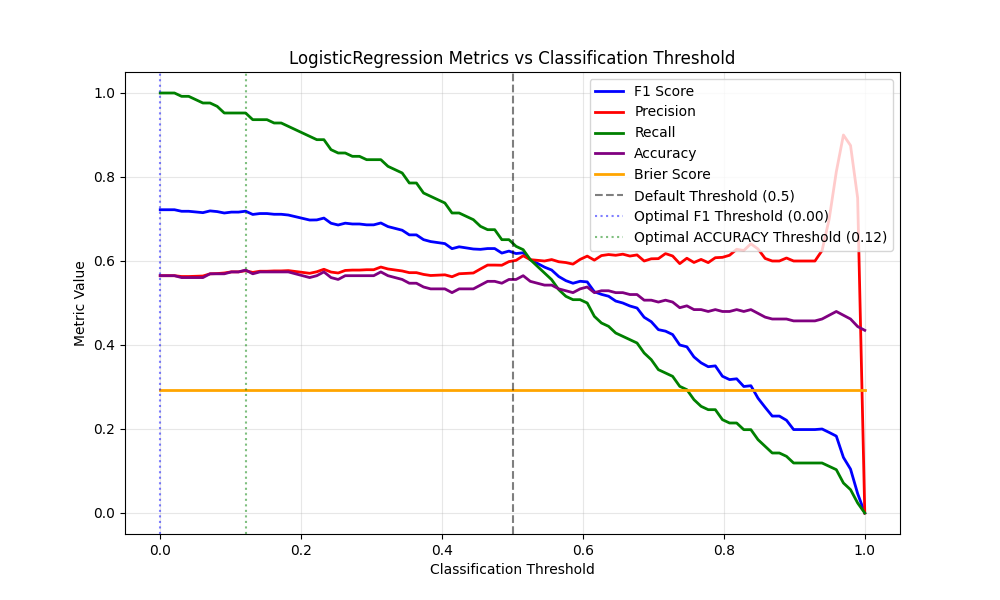 LogisticRegression Metrics vs Classification Threshold
F1 Score
Precision
Recall
Accuracy
Brier Score
Default Threshold (0.5)
Optimal F1 Threshold (0.00)
Optimal ACCURACY Threshold (0.12)
Metric Value
1.0
0.8
0.6
0.4
0.2
0.0
0.0 0.2 0.4 0.6 0.8 1.0
Classification Threshold